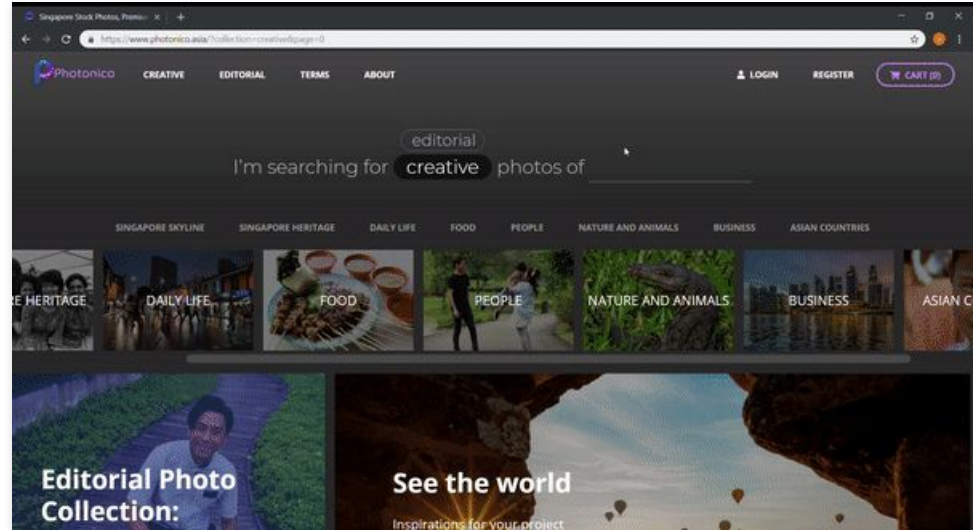 Singapore Stock Photos, Premiu
https://www.photonico.asia/?collection=creative&page=0
Photonico CREATIVE EDITORIAL TERMS ABOUT LOGIN REGISTER CART (0)
editorial
I'm searching for creative photos of
SINGAPORE SKYLINE SINGAPORE HERITAGE DAILY LIFE FOOD PEOPLE NATURE AND ANIMALS BUSINESS ASIAN COUNTRIES
RE HERITAGE DAILY LIFE FOOD PEOPLE NATURE AND ANIMALS BUSINESS ASIAN C
Editorial Photo
Collection:
See the world
Inspirations for your project